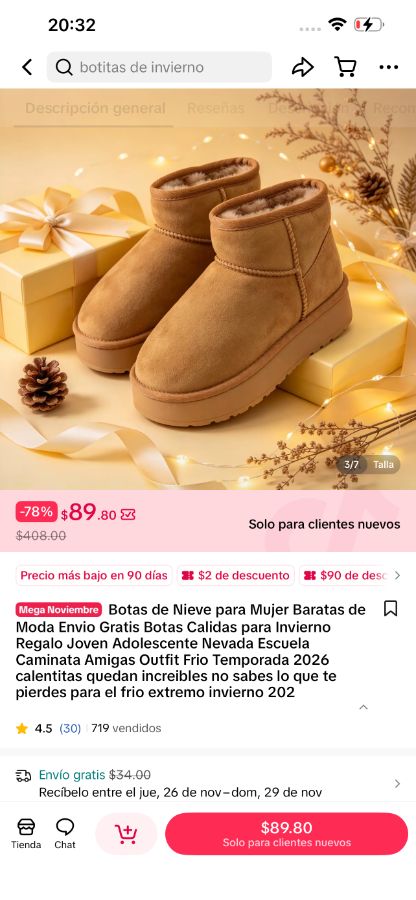 20:32
botitas de invierno
Descripción general Reseñas
3/7 Talla
-78% $89.80
Solo para clientes nuevos
$408.00
Precio más bajo en 90 días $2 de descuento $90 de desc
Mega Noviembre Botas de Nieve para Mujer Baratas de
Moda Envio Gratis Botas Calidas para Invierno
Regalo Joven Adolescente Nevada Escuela
Caminata Amigas Outfit Frio Temporada 2026
calentitas quedan increibles no sabes lo que te
pierdes para el frio extremo invierno 202
4.5 (30) 719 vendidos
Envío gratis $34.00
Recíbelo entre el jue, 26 de nov–dom, 29 de nov
Tienda
Chat
$89.80
Solo para clientes nuevos